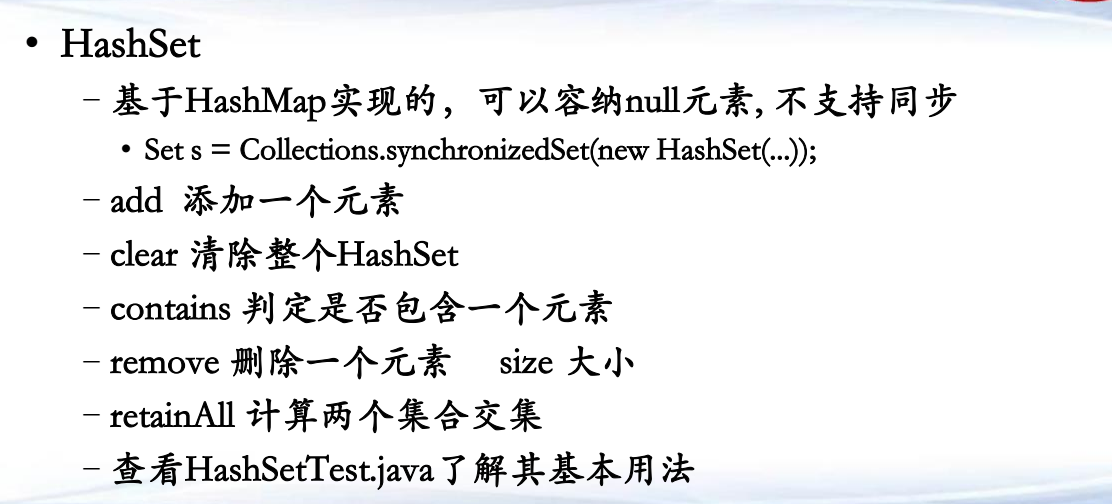 • HashSet
– 基于HashMap实现的，可以容纳null元素, 不支持同步
• Set s = Collections.synchronizedSet(new HashSet(...));
– add 添加一个元素
– clear 清除整个HashSet
– contains 判定是否包含一个元素
– remove 删除一个元素 size 大小
– retainAll 计算两个集合交集
– 查看HashSetTest.java了解其基本用法